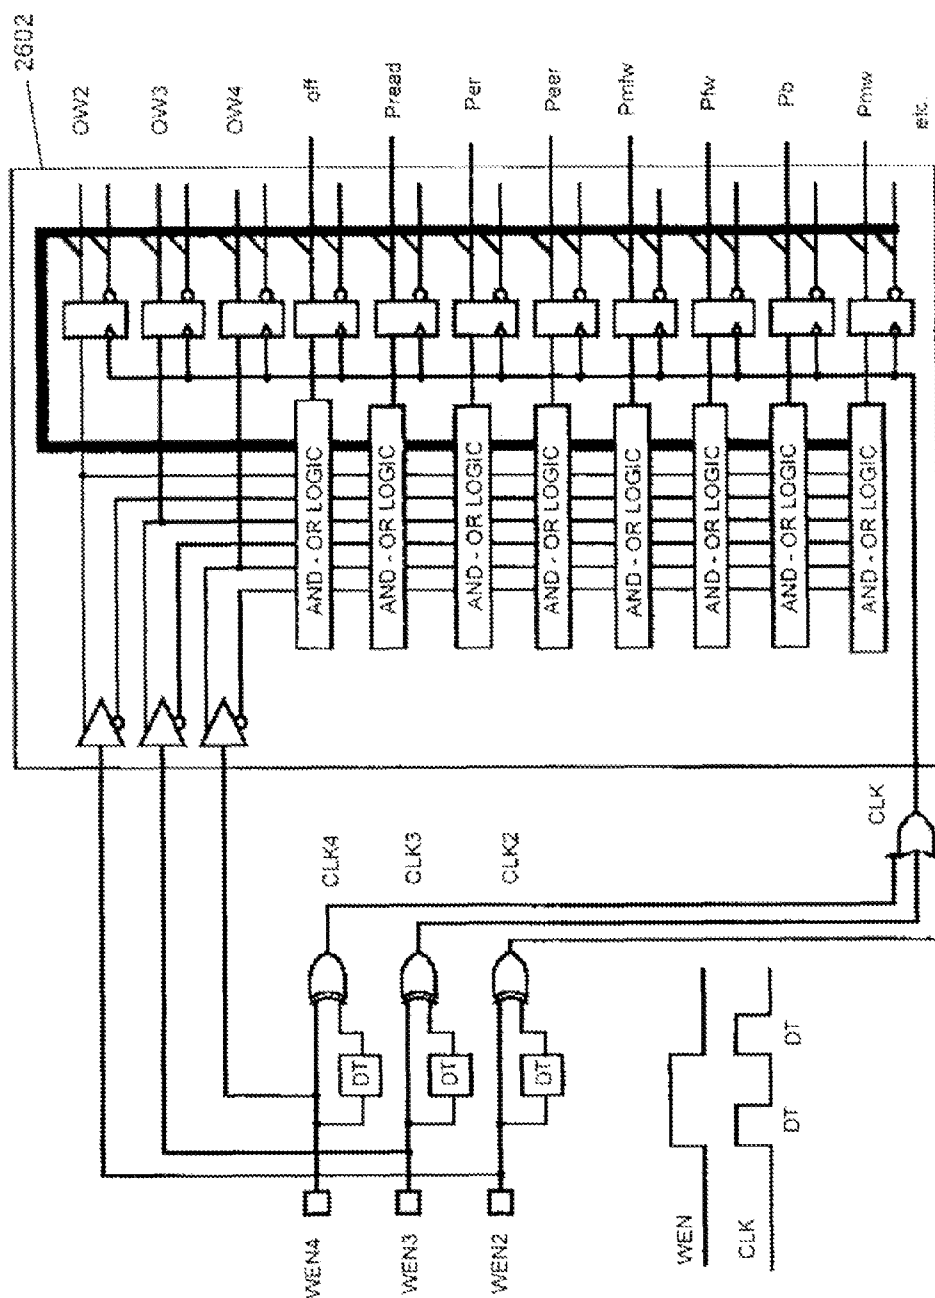 2602
OW2
OW3
OW4
off
Pread
Per
Peer
Pmfw
Pfw
Pb
Pmw
etc.
AND - OR LOGIC
AND - OR LOGIC
AND - OR LOGIC
AND - OR LOGIC
AND - OR LOGIC
AND - OR LOGIC
AND - OR LOGIC
AND - OR LOGIC
CLK4
CLK3
CLK2
CLK
DT
DT
DT
WEN4
WEN3
WEN2
WEN
CLK
DT
DT